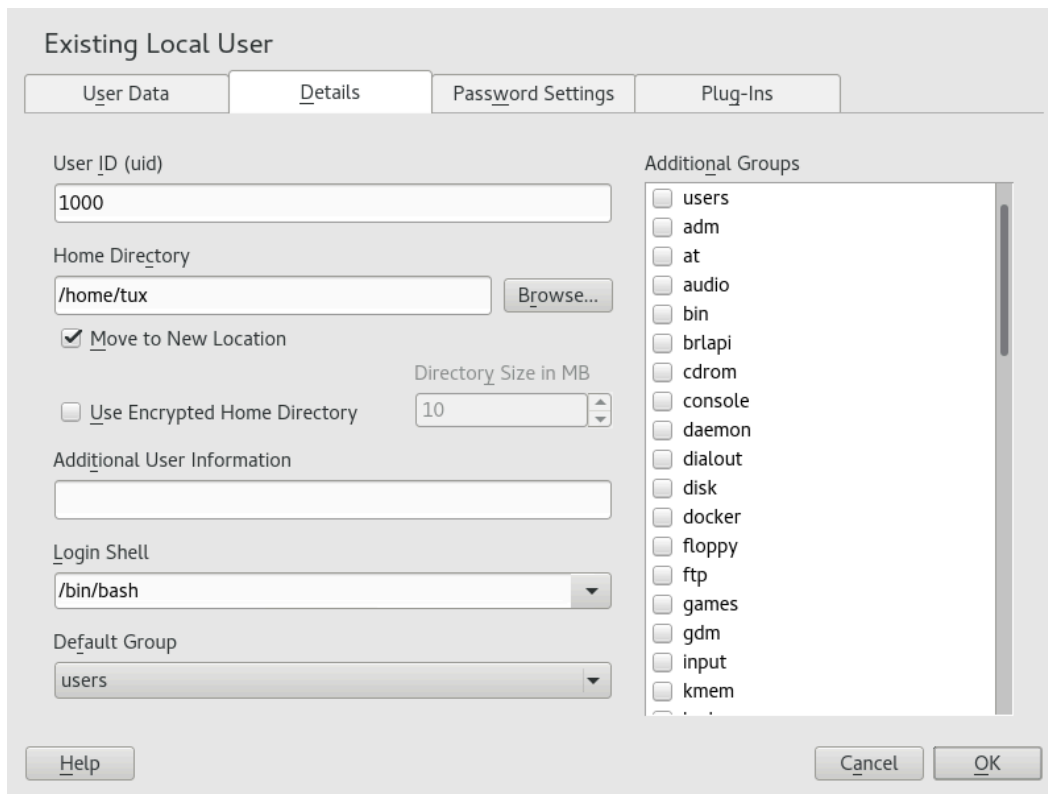 Existing Local User
User Data
Details
Password Settings
Plug-Ins
User ID (uid)
1000
Home Directory
/home/tux
Browse...
Move to New Location
Directory Size in MB
Use Encrypted Home Directory
10
Additional User Information
Login Shell
/bin/bash
Default Group
users
Additional Groups
users
adm
at
audio
bin
brlapi
cdrom
console
daemon
dialout
disk
docker
floppy
ftp
games
gdm
input
kmem
Help
Cancel
OK